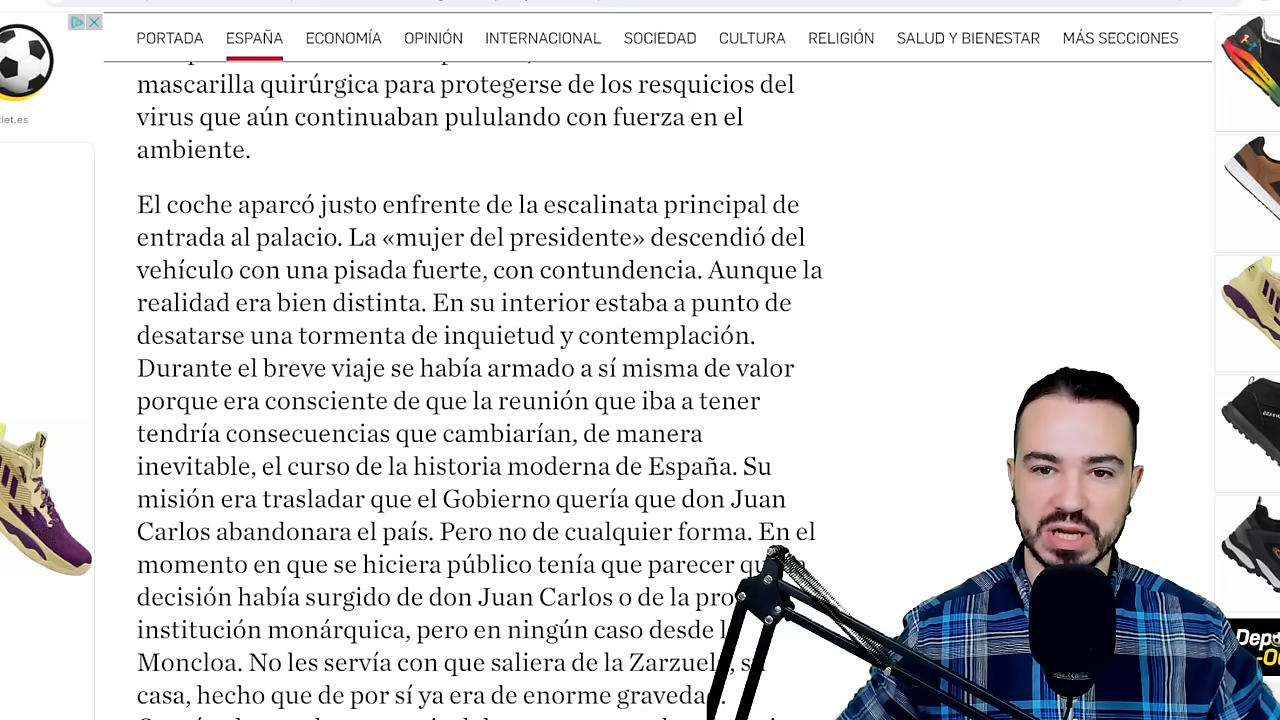 PORTADA ESPAÑA ECONOMÍA OPINIÓN INTERNACIONAL SOCIEDAD CULTURA RELIGIÓN SALUD Y BIENESTAR MÁS SECCIONES
mascarilla quirúrgica para protegerse de los resquicios del
virus que aún continuaban pululando con fuerza en el
ambiente.
El coche aparcó justo enfrente de la escalinata principal de
entrada al palacio. La «mujer del presidente» descendió del
vehículo con una pisada fuerte, con contundencia. Aunque la
realidad era bien distinta. En su interior estaba a punto de
desatarse una tormenta de inquietud y contemplación.
Durante el breve viaje se había armado a sí misma de valor
porque era consciente de que la reunión que iba a tener
tendría consecuencias que cambiarían, de manera
inevitable, el curso de la historia moderna de España. Su
misión era trasladar que el Gobierno quería que don Juan
Carlos abandonara el país. Pero no de cualquier forma. En el
momento en que se hiciera público tenía que parecer
decisión había surgido de don Juan Carlos o de la
institución monárquica, pero en ningún caso desde
Moncloa. No les servía con que saliera de la Zarzuela, su
casa, hecho que de por sí ya era de enorme gravedad.
let.es